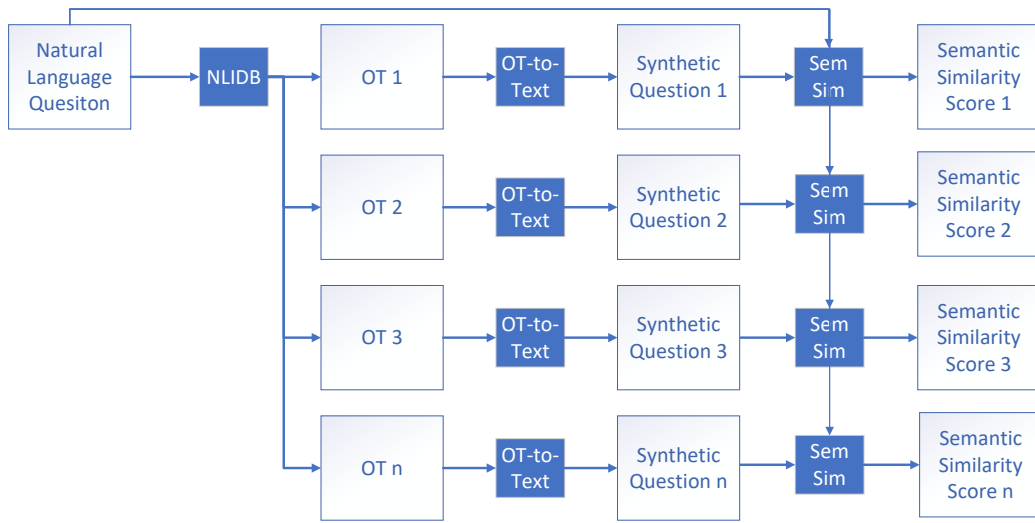 Natural
Language
Quesiton
NLIDB
OT 1
OT-to-
Text
Synthetic
Question 1
Sem
Sim
Semantic
Similarity
Score 1
OT 2
OT-to-
Text
Synthetic
Question 2
Sem
Sim
Semantic
Similarity
Score 2
OT 3
OT-to-
Text
Synthetic
Question 3
Sem
Sim
Semantic
Similarity
Score 3
OT n
OT-to-
Text
Synthetic
Question n
Sem
Sim
Semantic
Similarity
Score n